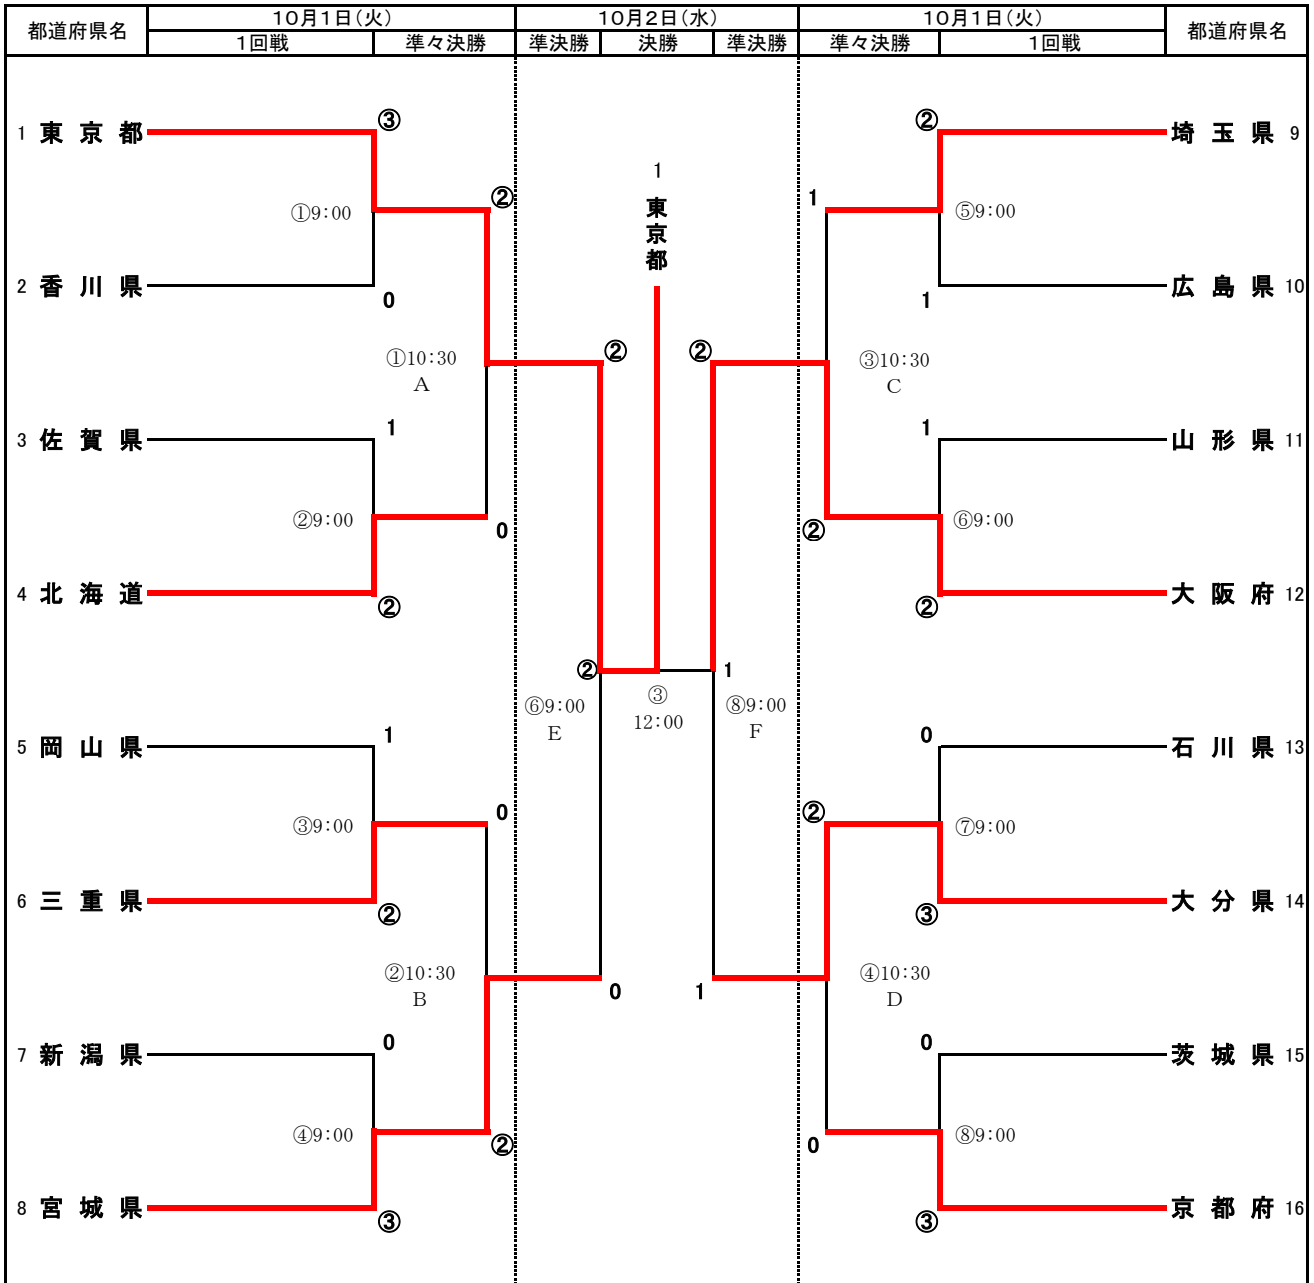 都道府県名 10月1日(火) 10月2日(水) 10月1日(火) 都道府県名
1回戦 準々決勝 準決勝 決勝 準決勝 準々決勝 1回戦
③ ②
1 東京都 埼玉県 9
1
② 1
東京都
①9:00 ⑤9:00
2 香川県 広島県 10
0 1
② ②
①10:30 ③10:30
A C
1 1
3 佐賀県 山形県 11
②9:00 ⑥9:00
0 ②
4 北海道 大阪府 12
② ②
② 1
⑥9:00 ③ ⑧9:00
E 12:00 F
1 0
5 岡山県 石川県 13
0 ②
③9:00 ⑦9:00
6 三重県 大分県 14
② ③
②10:30 ④10:30
B D
0 1
0 0
7 新潟県 茨城県 15
④9:00 ⑧9:00
② 0
8 宮城県 京都府 16
③ ③